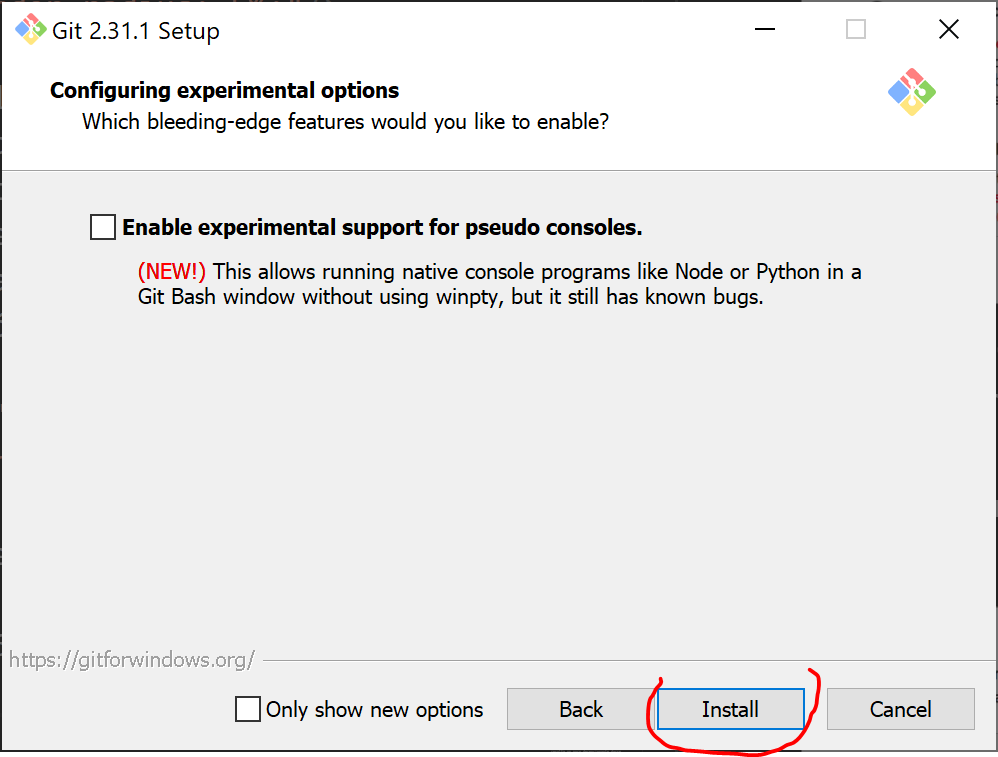 Git 2.31.1 Setup
Configuring experimental options
Which bleeding-edge features would you like to enable?
Enable experimental support for pseudo consoles.
(NEW!) This allows running native console programs like Node or Python in a
Git Bash window without using winpty, but it still has known bugs.
https://gitforwindows.org/
Only show new options
Back
Install
Cancel